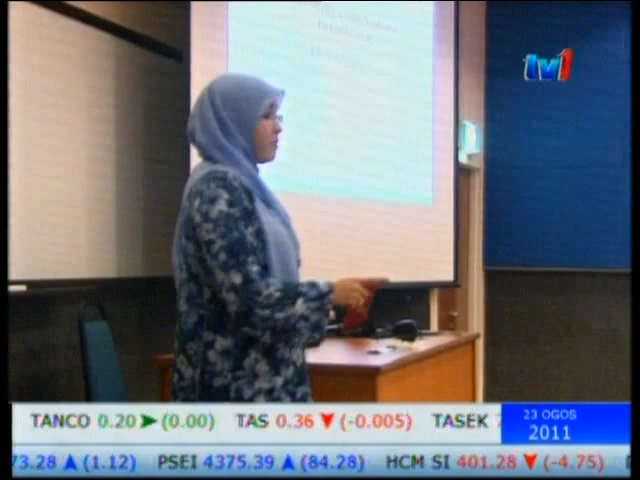 tv1
TANCO 0.20 (0.00) TAS 0.36 (-0.005) TASEK
23 OGOS
2011
73.28 (1.12) PSEI 4375.39 (84.28) HCM SI 401.28 (-4.75)